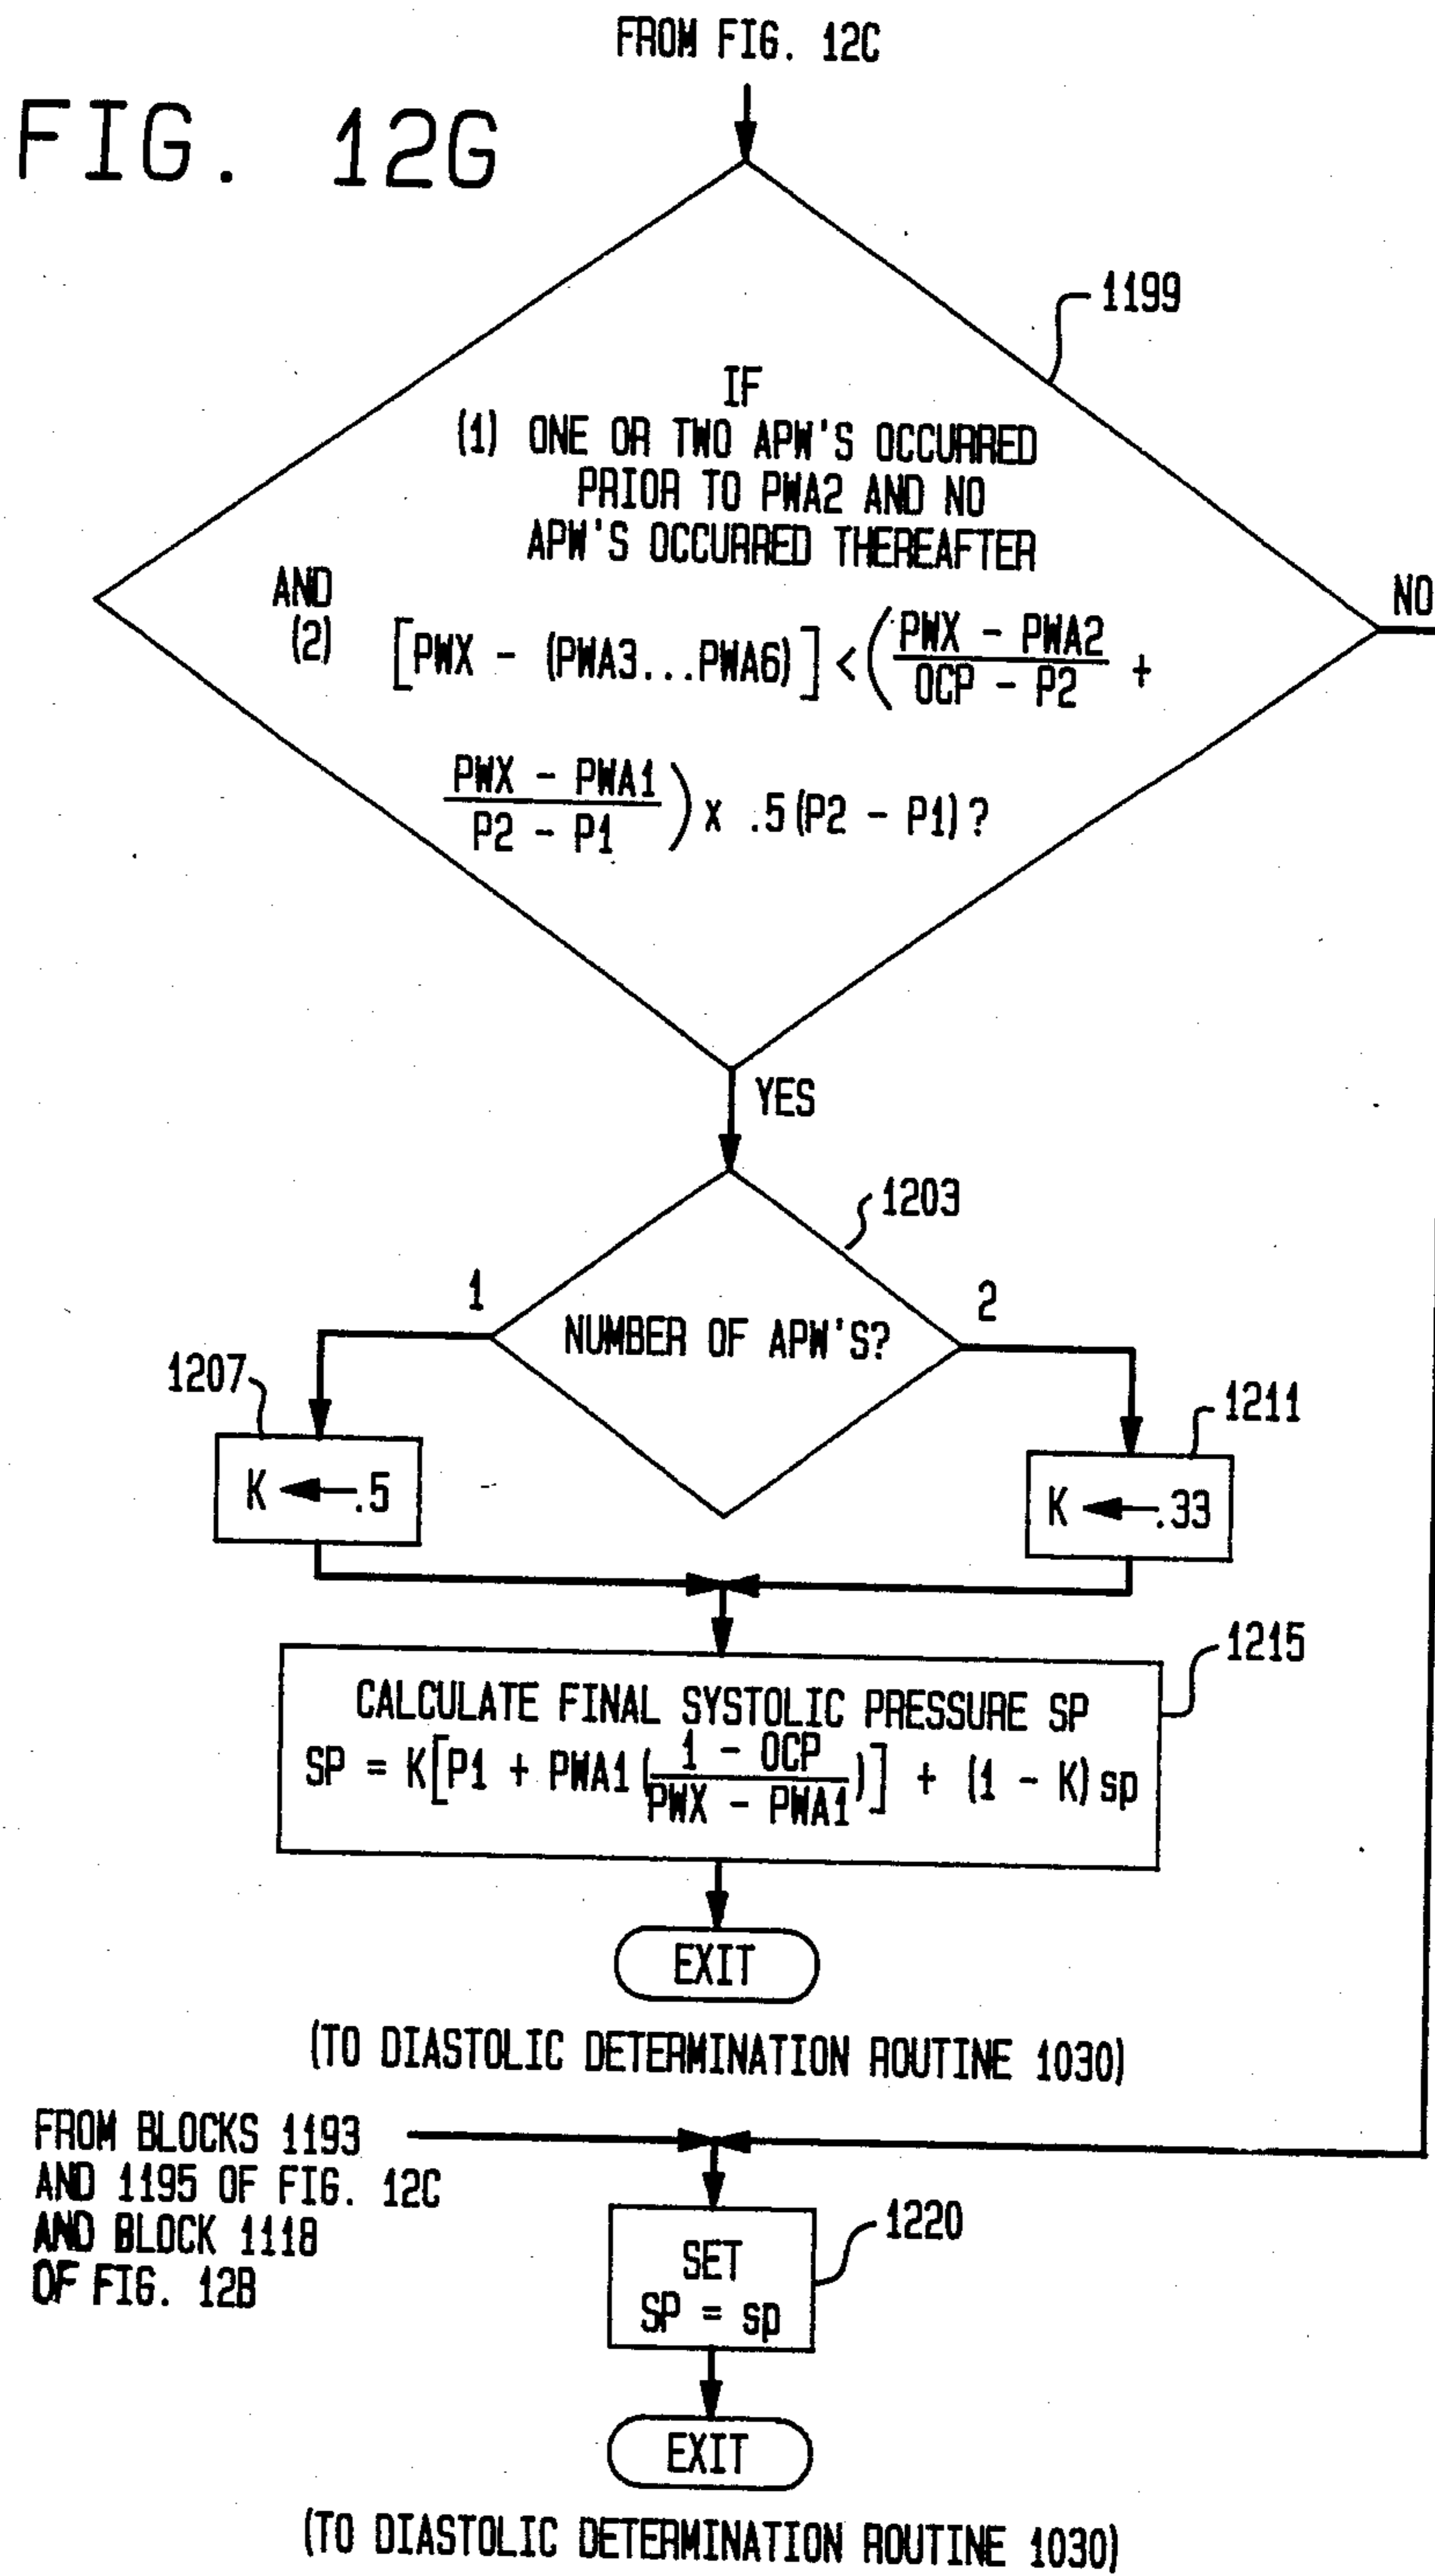 FROM FIG. 12C
FIG. 12G
1199
IF
(1) ONE OR TWO APW'S OCCURRED
PRIOR TO PWA2 AND NO
APW'S OCCURRED THEREAFTER
AND
(2) [PWX - (PWA3...PWA6)] < (PWX - PWA2 / OCP - P2 +
PWX - PWA1 / P2 - P1) x .5(P2 - P1)?
NO
YES
1203
1
NUMBER OF APW'S?
2
1207
K ← .5
1211
K ← .33
1215
CALCULATE FINAL SYSTOLIC PRESSURE SP
SP = K[P1 + PWA1(1 - OCP / PWX - PWA1)] + (1 - K)sp
EXIT
(TO DIASTOLIC DETERMINATION ROUTINE 1030)
FROM BLOCKS 1193
AND 1195 OF FIG. 12C
AND BLOCK 1118
OF FIG. 12B
1220
SET
SP = sp
EXIT
(TO DIASTOLIC DETERMINATION ROUTINE 1030)